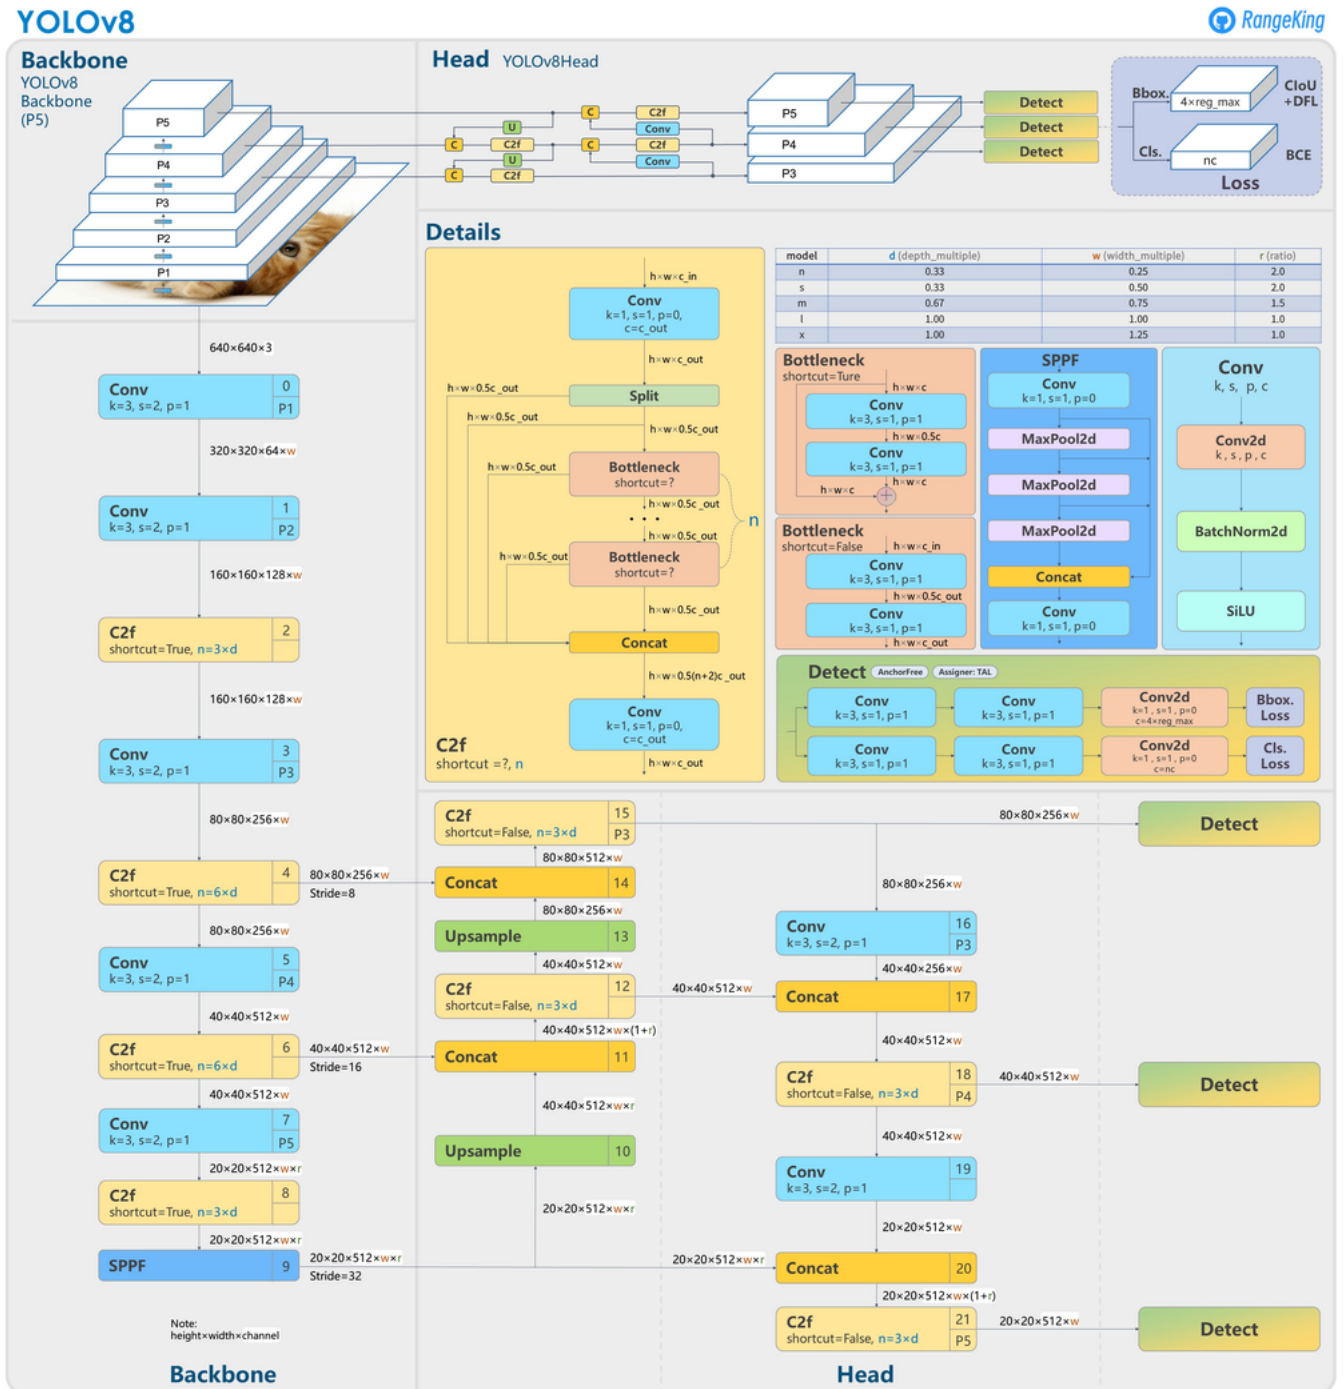 YOLOv8
RangeKing
Backbone
YOLOv8
Backbone
(P5)
P5
P4
P3
P2
P1
Head YOLOv8Head
C
C2f
U
Conv
C
C2f
C
C2f
U
Conv
C
C2f
P5
P4
P3
Detect
Detect
Detect
Bbox.
4×reg_max
CIoU
+DFL
Cls.
nc
BCE
Loss
Details
h×w×c_in
Conv
k=1, s=1, p=0,
c=c_out
h×w×c_out
h×w×0.5c_out
Split
h×w×0.5c_out
h×w×0.5c_out
h×w×0.5c_out
Bottleneck
shortcut=?
h×w×0.5c_out
• • •
n
h×w×0.5c_out
h×w×0.5c_out
Bottleneck
shortcut=?
h×w×0.5c_out
Concat
h×w×0.5(n+2)c_out
Conv
k=1, s=1, p=0,
c=c_out
C2f
shortcut =?, n
h×w×c_out
model d (depth_multiple) w (width_multiple) r (ratio)
n 0.33 0.25 2.0
s 0.33 0.50 2.0
m 0.67 0.75 1.5
l 1.00 1.00 1.0
x 1.00 1.25 1.0
Bottleneck
shortcut=Ture
h×w×c
Conv
k=3, s=1, p=1
h×w×0.5c
Conv
k=3, s=1, p=1
h×w×c
h×w×c
+
Bottleneck
shortcut=False
h×w×c_in
Conv
k=3, s=1, p=1
h×w×0.5c_out
Conv
k=3, s=1, p=1
h×w×c_out
SPPF
Conv
k=1, s=1, p=0
MaxPool2d
MaxPool2d
MaxPool2d
Concat
Conv
k=1, s=1, p=0
Conv
k, s, p, c
Conv2d
k, s, p, c
BatchNorm2d
SiLU
Detect AnchorFree Assigner: TAL
Conv
k=3, s=1, p=1
Conv
k=3, s=1, p=1
Conv2d
k=1, s=1, p=0
c=4×reg_max
Bbox.
Loss
Conv
k=3, s=1, p=1
Conv
k=3, s=1, p=1
Conv2d
k=1, s=1, p=0
c=nc
Cls.
Loss
640×640×3
Conv 0
k=3, s=2, p=1 P1
320×320×64×w
Conv 1
k=3, s=2, p=1 P2
160×160×128×w
C2f 2
shortcut=True, n=3×d
160×160×128×w
Conv 3
k=3, s=2, p=1 P3
80×80×256×w
C2f 4
shortcut=True, n=6×d
80×80×256×w
Stride=8
80×80×256×w
Conv 5
k=3, s=2, p=1 P4
40×40×512×w
C2f 6
shortcut=True, n=6×d
40×40×512×w
Stride=16
40×40×512×w
Conv 7
k=3, s=2, p=1 P5
20×20×512×w×r
C2f 8
shortcut=True, n=3×d
20×20×512×w×r
SPPF 9
20×20×512×w×r
Stride=32
Note:
height×width×channel
Backbone
C2f 15
shortcut=False, n=3×d P3
80×80×512×w
Concat 14
80×80×256×w
Upsample 13
40×40×512×w
C2f 12
shortcut=False, n=3×d
40×40×512×w×(1+r)
Concat 11
40×40×512×w×r
Upsample 10
20×20×512×w×r
80×80×256×w
Detect
80×80×256×w
Conv 16
k=3, s=2, p=1 P3
40×40×256×w
40×40×512×w
Concat 17
40×40×512×w
C2f 18
shortcut=False, n=3×d P4
40×40×512×w
Detect
40×40×512×w
Conv 19
k=3, s=2, p=1
20×20×512×w
20×20×512×w×r
Concat 20
20×20×512×w×(1+r)
C2f 21
shortcut=False, n=3×d P5
20×20×512×w
Detect
Head